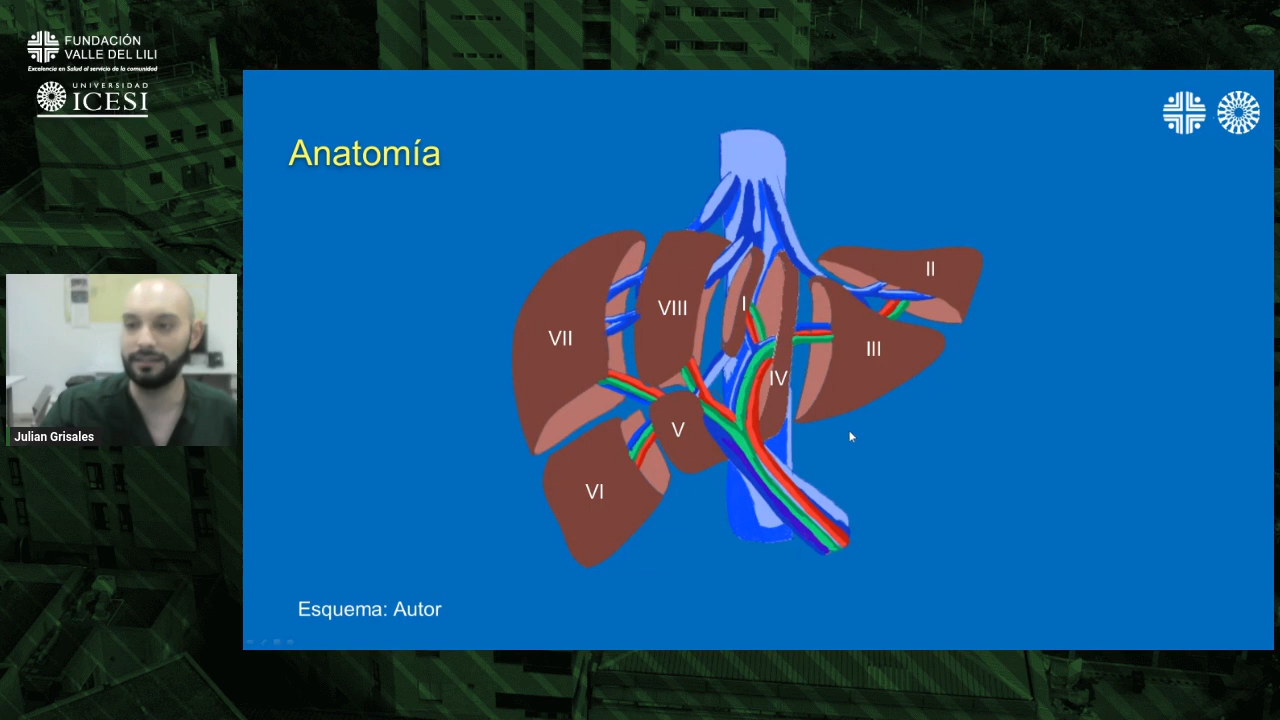 FUNDACIÓN
VALLE DEL LILI
Excelencia en Salud al servicio de la comunidad
UNIVERSIDAD
ICESI
Anatomía
II
VIII
I
VII
III
IV
V
VI
Julian Grisales
Esquema: Autor